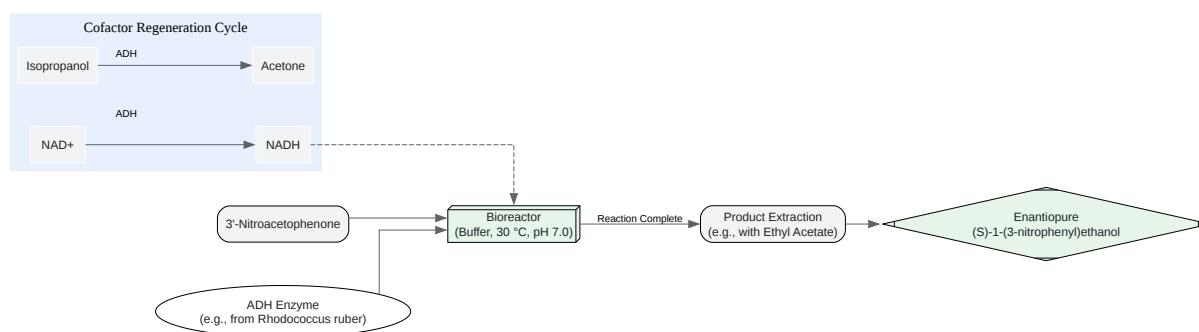 Cofactor Regeneration Cycle
ADH
Isopropanol
Acetone
ADH
NAD+
NADH
3'-Nitroacetophenone
Bioreactor
(Buffer, 30 °C, pH 7.0)
Reaction Complete
Product Extraction
(e.g., with Ethyl Acetate)
Enantiopure
(S)-1-(3-nitrophenyl)ethanol
ADH Enzyme
(e.g., from Rhodococcus ruber)